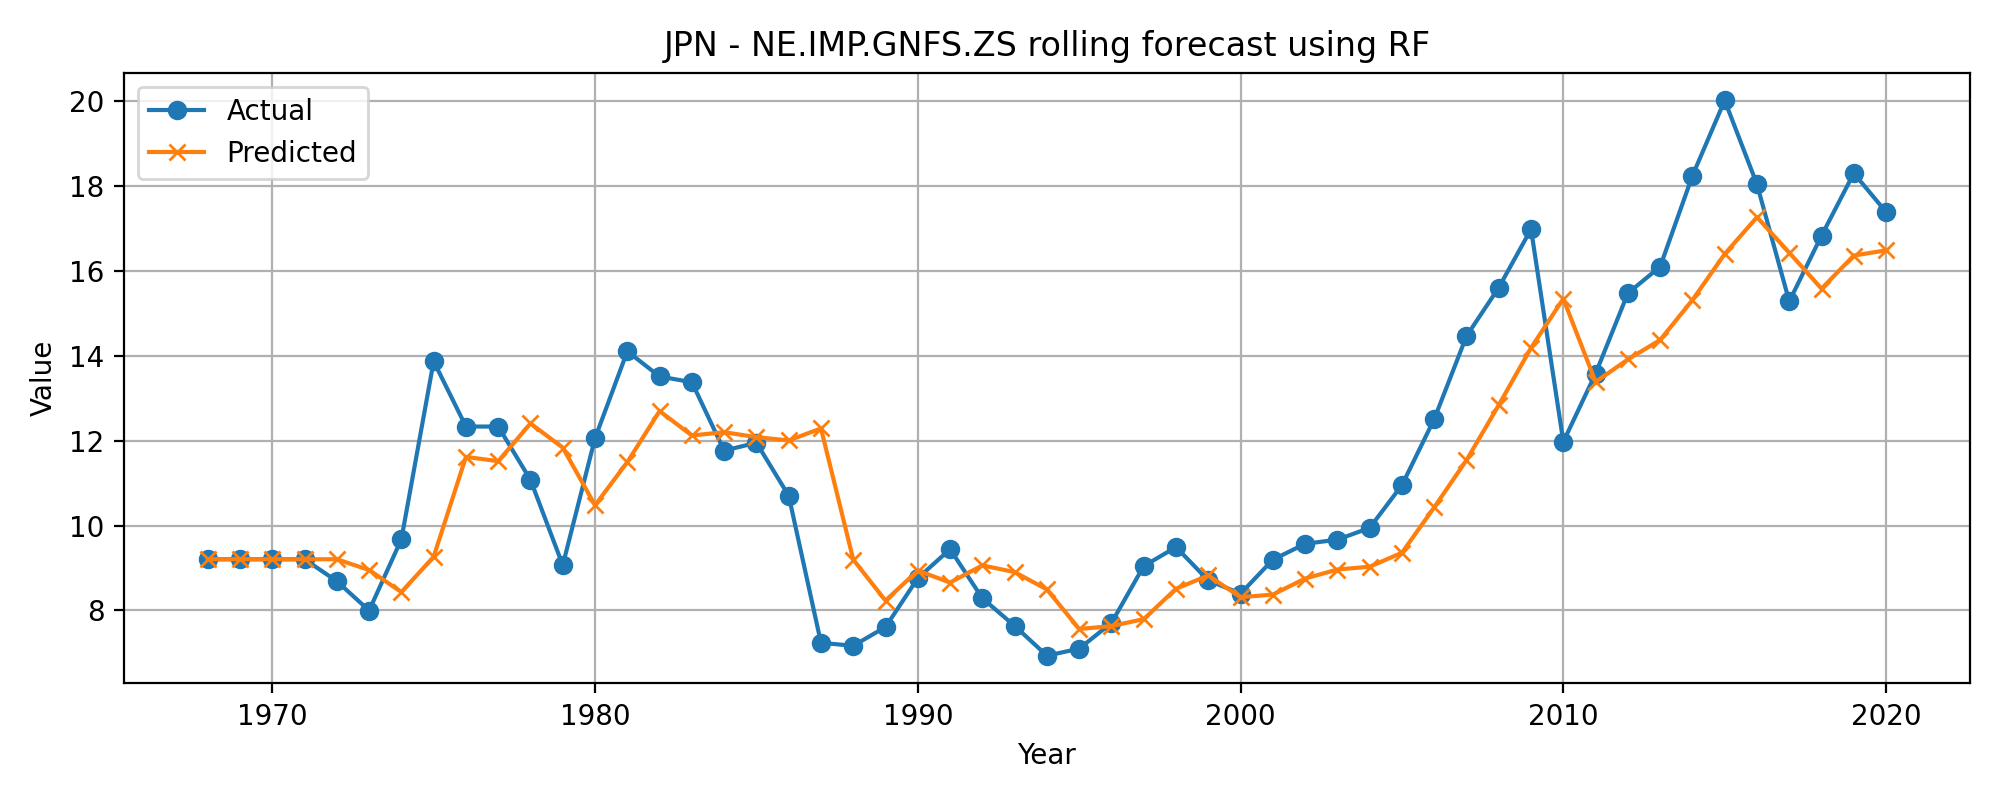 JPN - NE.IMP.GNFS.ZS rolling forecast using RF
Actual
Predicted
20
18
16
14
12
10
8
Value
1970
1980
1990
2000
2010
2020
Year